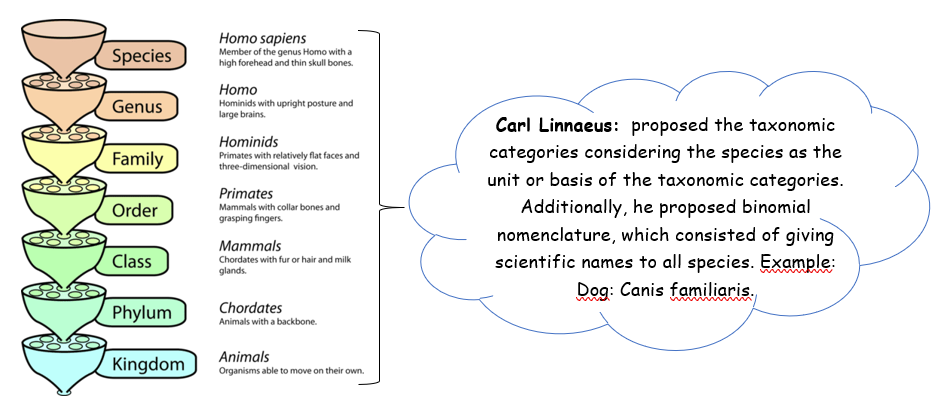 Species
Homo sapiens
Member of the genus Homo with a
high forehead and thin skull bones.
Genus
Homo
Hominids with upright posture and
large brains.
Family
Hominids
Primates with relatively flat faces and
three-dimensional vision.
Order
Primates
Mammals with collar bones and
grasping fingers.
Class
Mammals
Chordates with fur or hair and milk
glands.
Phylum
Chordates
Animals with a backbone.
Kingdom
Animals
Organisms able to move on their own.
Carl Linnaeus: proposed the taxonomic
categories considering the species as the
unit or basis of the taxonomic categories.
Additionally, he proposed binomial
nomenclature, which consisted of giving
scientific names to all species. Example:
Dog: Canis familiaris.